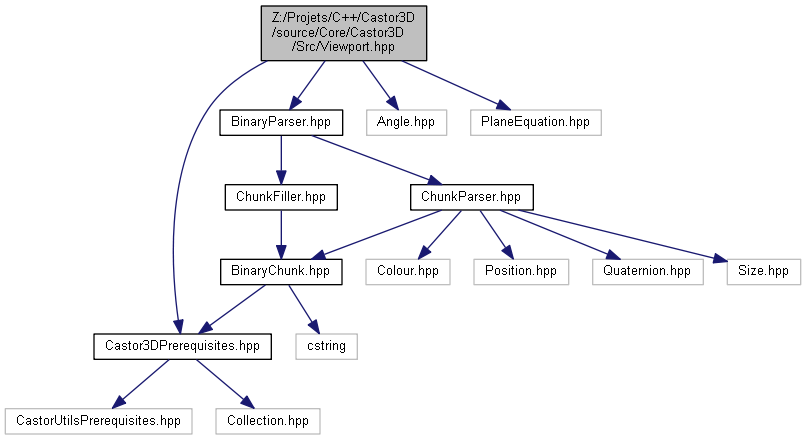 Z:/Projets/C++/Castor3D
/source/Core/Castor3D
/Src/Viewport.hpp
BinaryParser.hpp
Angle.hpp
PlaneEquation.hpp
ChunkFiller.hpp
ChunkParser.hpp
BinaryChunk.hpp
Colour.hpp
Position.hpp
Quaternion.hpp
Size.hpp
Castor3DPrerequisites.hpp
cstring
CastorUtilsPrerequisites.hpp
Collection.hpp